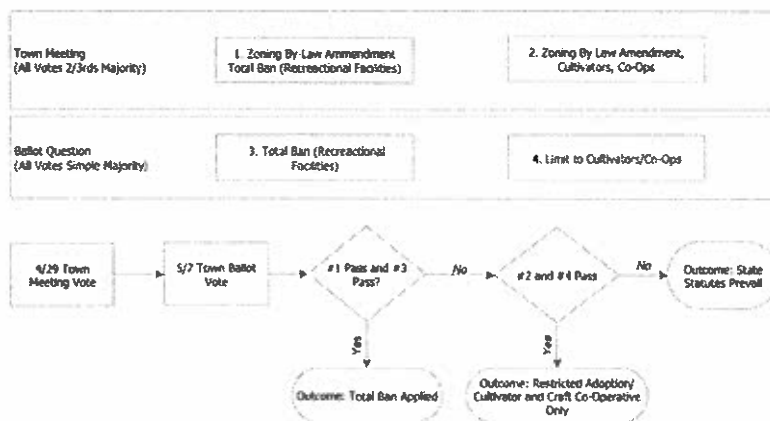 Town Meeting
(All Votes 2/3rds Majority)
1. Zoning By-Law Ammendment
Total Ban (Recreactional Facilities)
2. Zoning By Law Amendment,
Cultivators, Co-Ops
Ballot Question
(All Votes Simple Majority)
3. Total Ban (Recreactional
Facilities)
4. Limit to Cultivators/Co-Ops
4/29 Town
Meeting Vote
5/7 Town Ballot
Vote
#1 Pass and #3
Pass?
No
#2 and #4 Pass
No
Outcome: State
Statutes Prevail
Yes
Yes
Outcome: Total Ban Applied
Outcome: Restricted Adoption/
Cultivator and Craft Co-Operative
Only